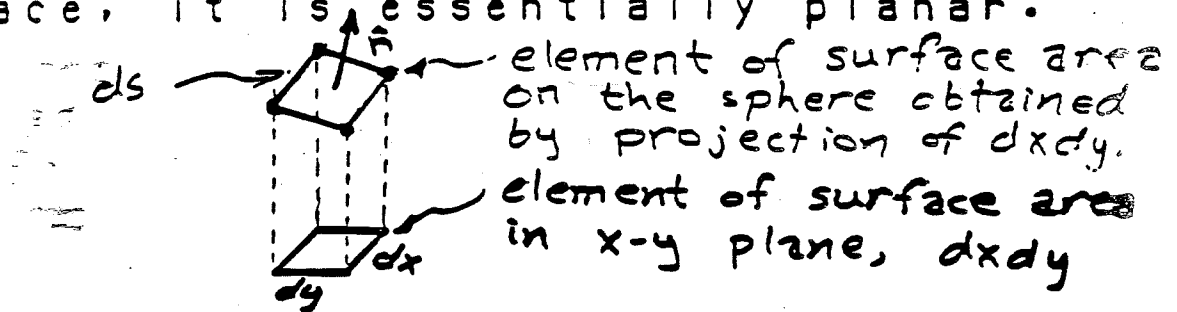 ace, it is essentially planar.
n̂
ds
element of surface area
on the sphere obtained
by projection of dxdy.
element of surface area
in x-y plane, dxdy
dx
dy